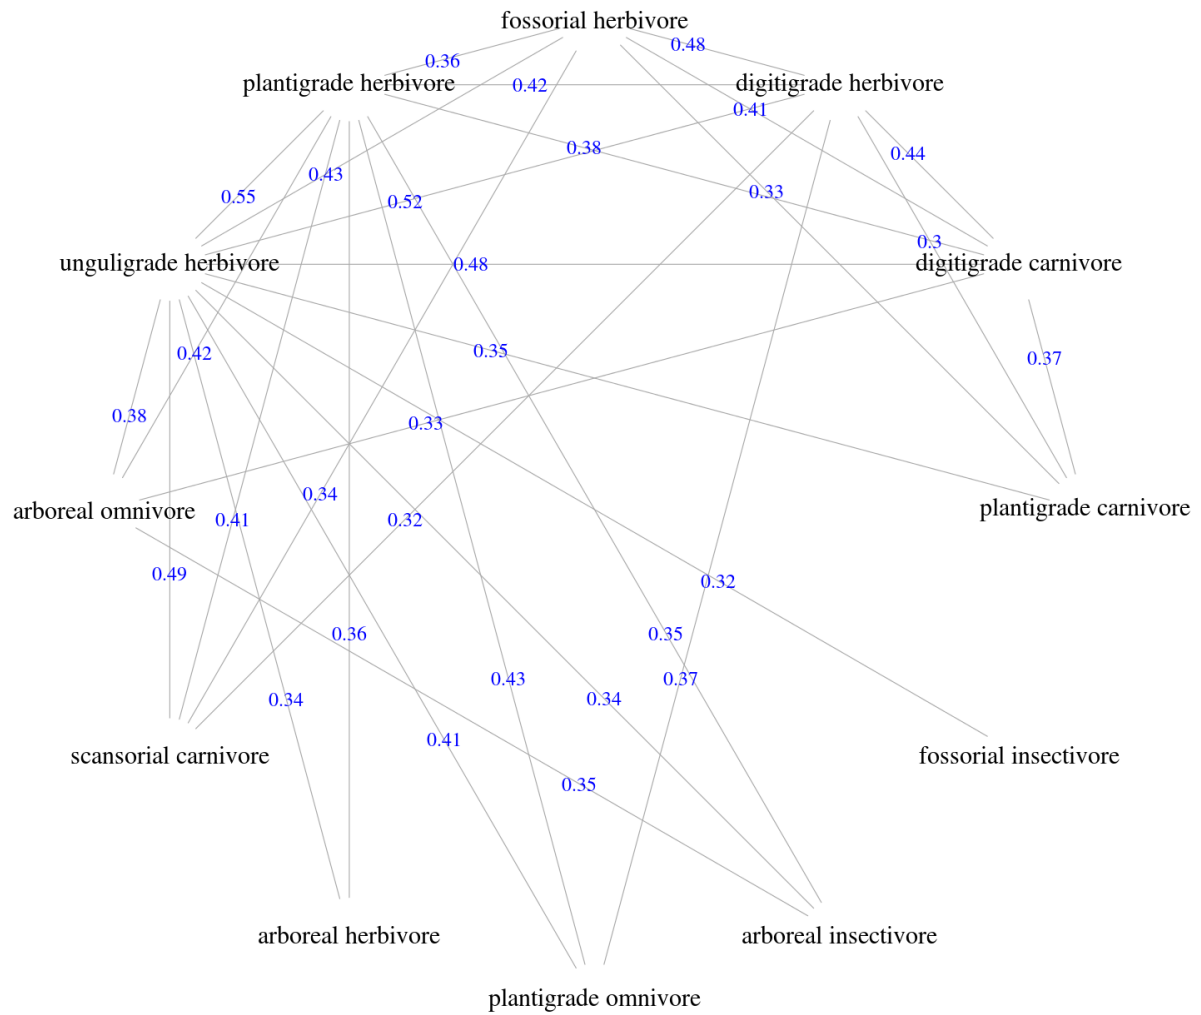 fossorial herbivore
0.48
0.36
plantigrade herbivore
0.42
digitigrade herbivore
0.41
0.38
0.44
0.43
0.33
0.55
0.52
0.3
unguligrade herbivore
0.48
digitigrade carnivore
0.42
0.35
0.37
0.38
0.33
0.34
plantigrade carnivore
arboreal omnivore
0.41
0.32
0.49
0.32
0.36
0.35
0.43
0.37
0.34
0.34
0.41
scansorial carnivore
fossorial insectivore
0.35
arboreal herbivore
arboreal insectivore
plantigrade omnivore